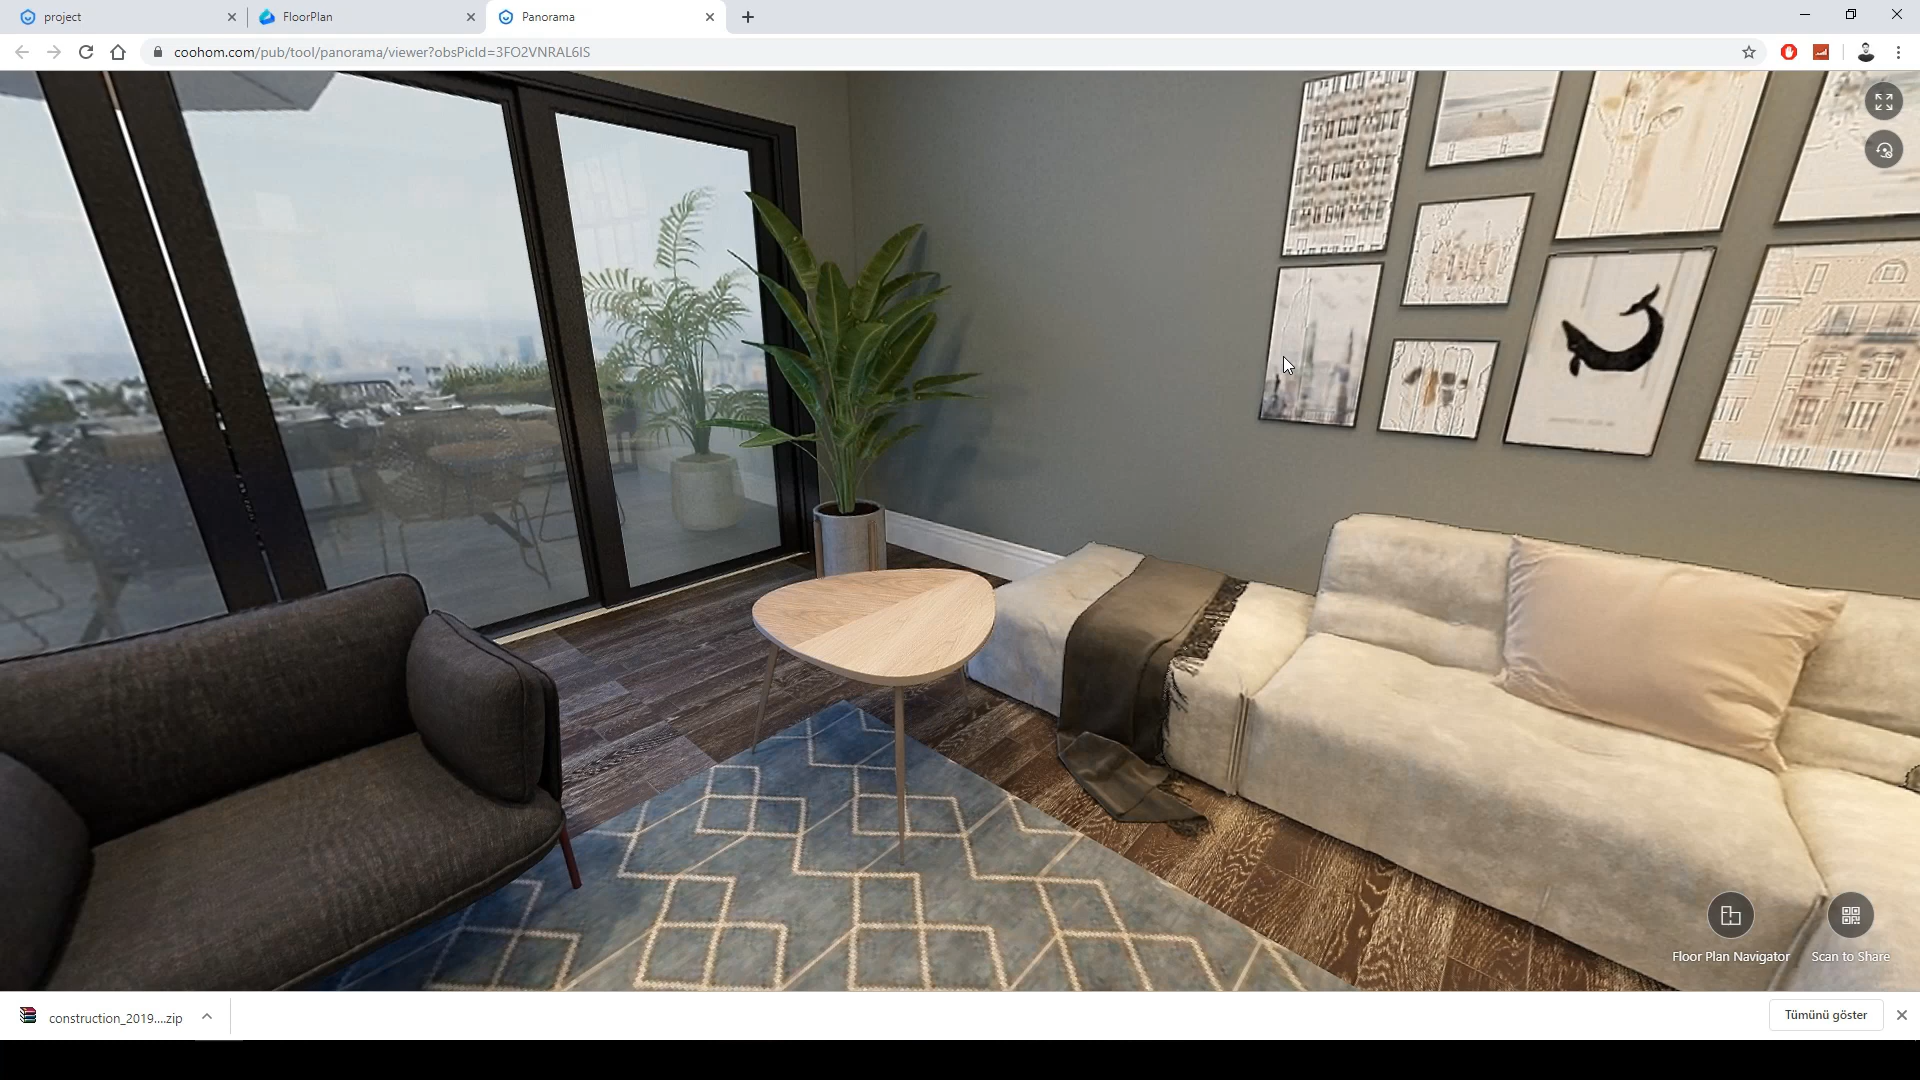 project
FloorPlan
Panorama
coohom.com/pub/tool/panorama/viewer?obsPicId=3FO2VNRAL6IS
Floor Plan Navigator
Scan to Share
construction_2019....zip
Tümünü göster